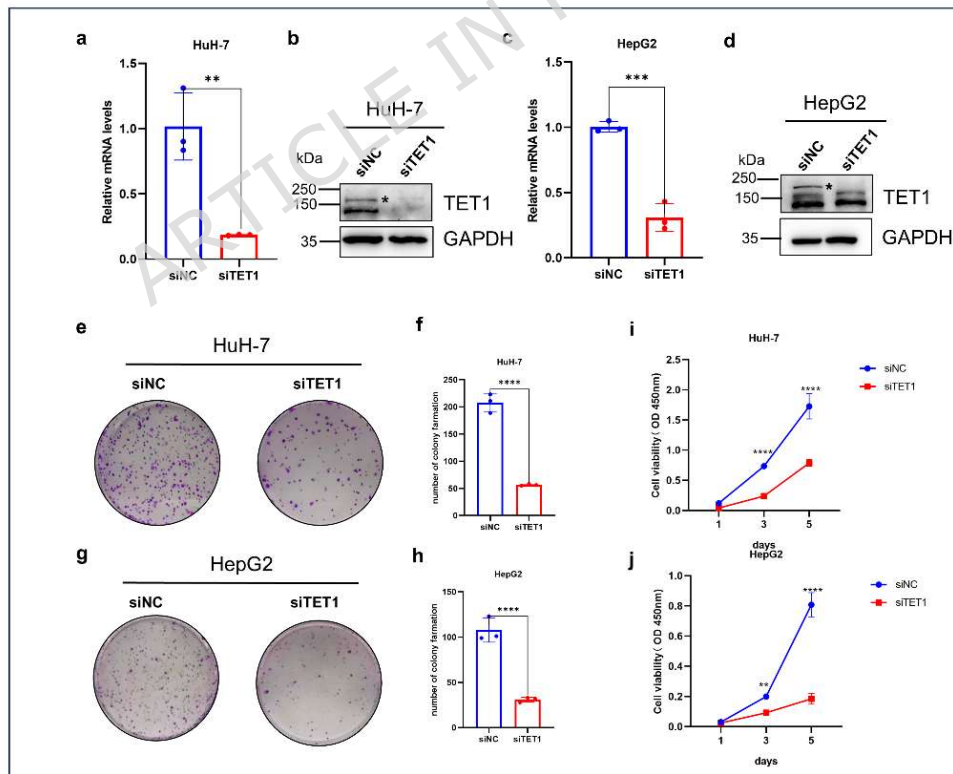 ARTICLE IN
a
HuH-7
Relative mRNA levels
1.5
1.0
0.5
0.0
**
siNC
siTET1
b
HuH-7
kDa
siNC
siTET1
250
150
*
TET1
35
GAPDH
c
HepG2
Relative mRNA levels
1.5
1.0
0.5
0.0
***
siNC
siTET1
d
HepG2
kDa
siNC
siTET1
250
150
*
TET1
35
GAPDH
e
HuH-7
siNC
siTET1
f
HuH-7
number of colony farmation
250
200
150
100
50
0
****
siNC
siTET1
i
HuH-7
Cell viability ( OD 450nm)
2.5
2.0
1.5
1.0
0.5
0.0
****
****
1
3
5
days
siNC
siTET1
g
HepG2
siNC
siTET1
h
HepG2
number of colony farmation
150
100
50
0
****
siNC
siTET1
j
HepG2
Cell viability ( OD 450nm)
0.8
0.6
0.4
0.2
0.0
**
****
1
3
5
days
siNC
siTET1